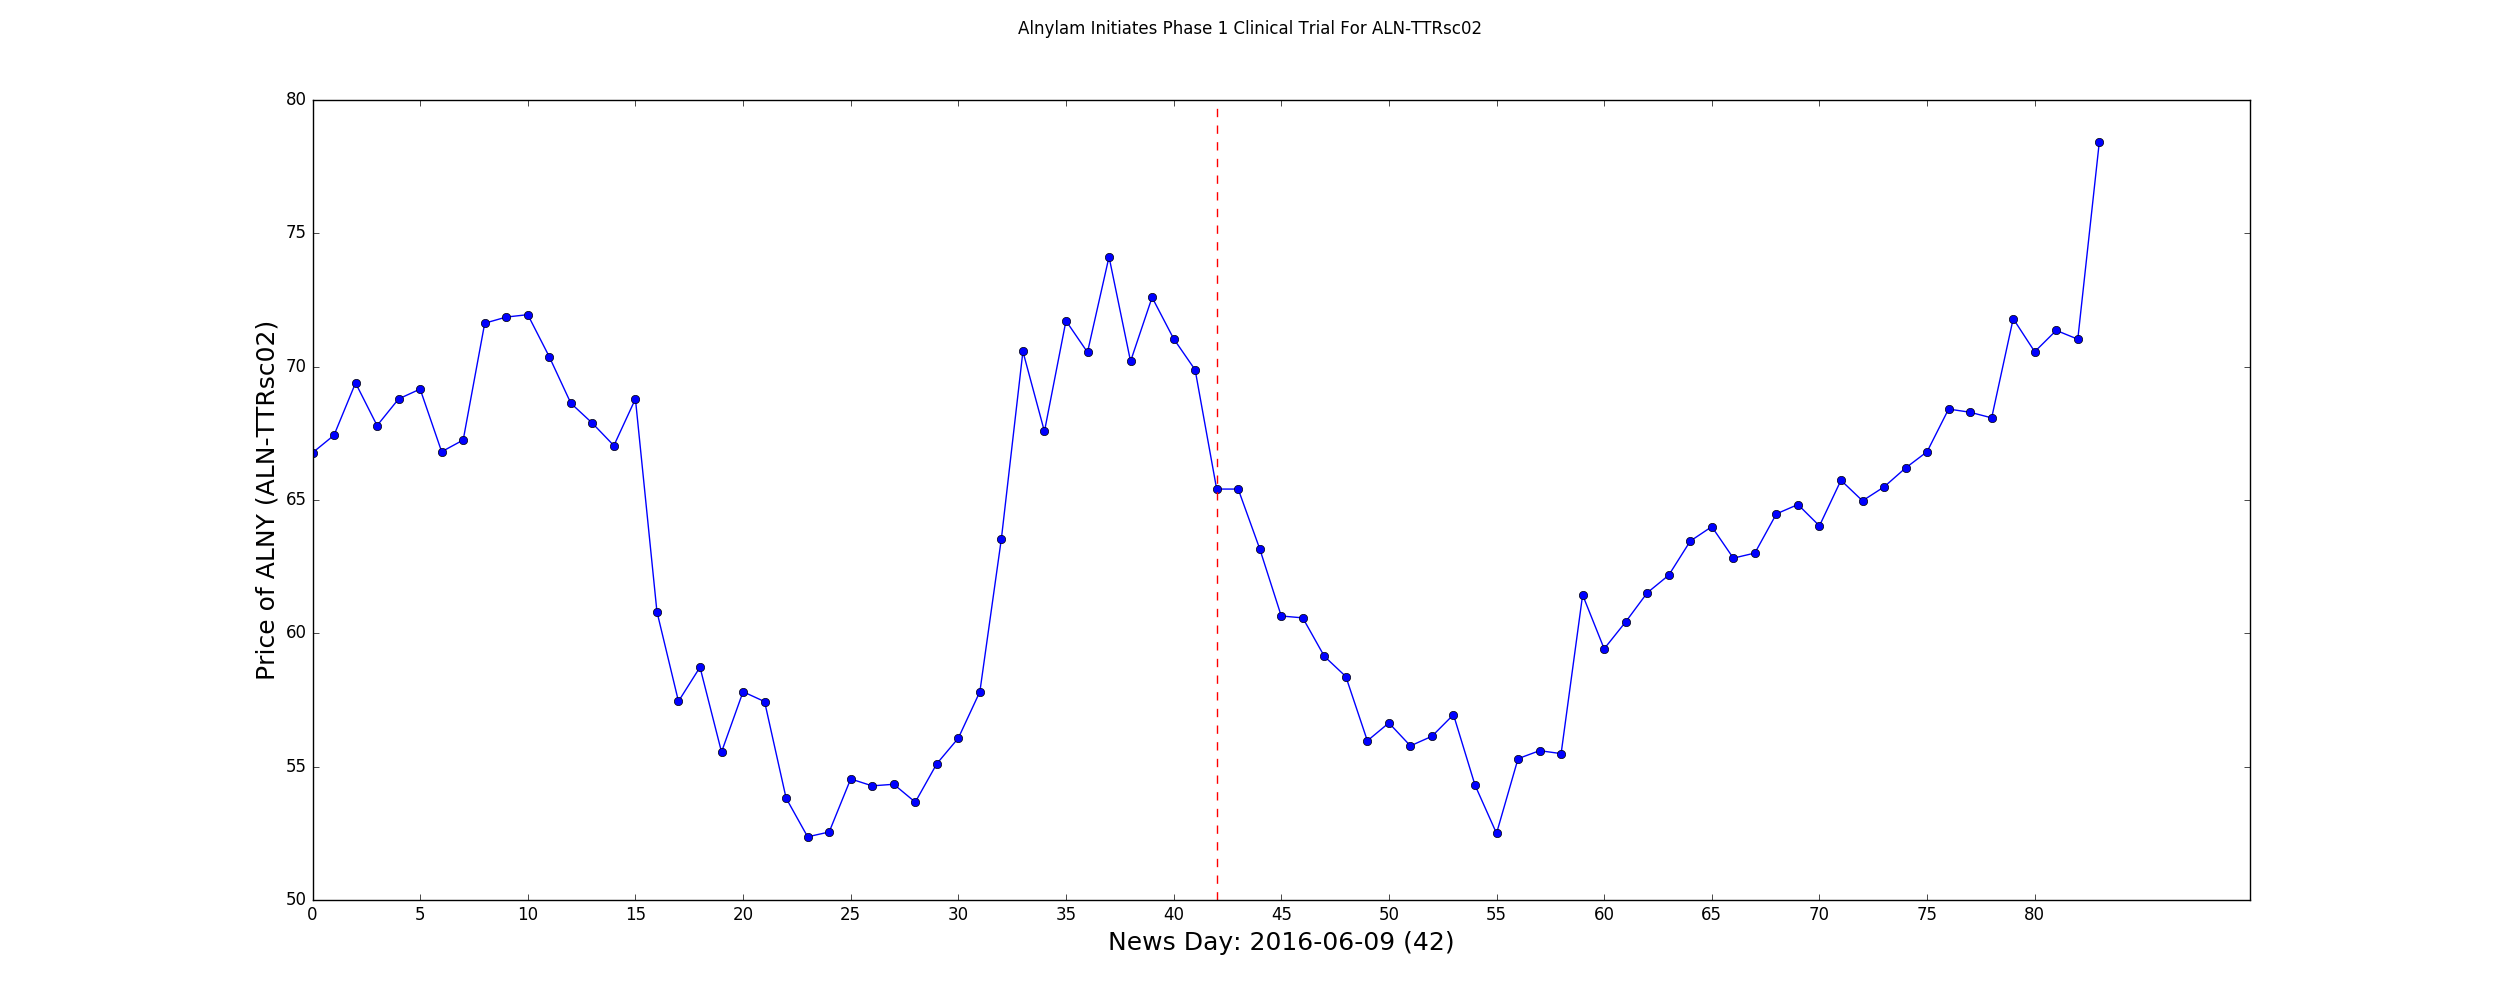 Alnylam Initiates Phase 1 Clinical Trial For ALN-TTRsc02
80
75
70
65
60
55
50
Price of ALNY (ALN-TTRsc02)
0 5 10 15 20 25 30 35 40 45 50 55 60 65 70 75 80
News Day: 2016-06-09 (42)